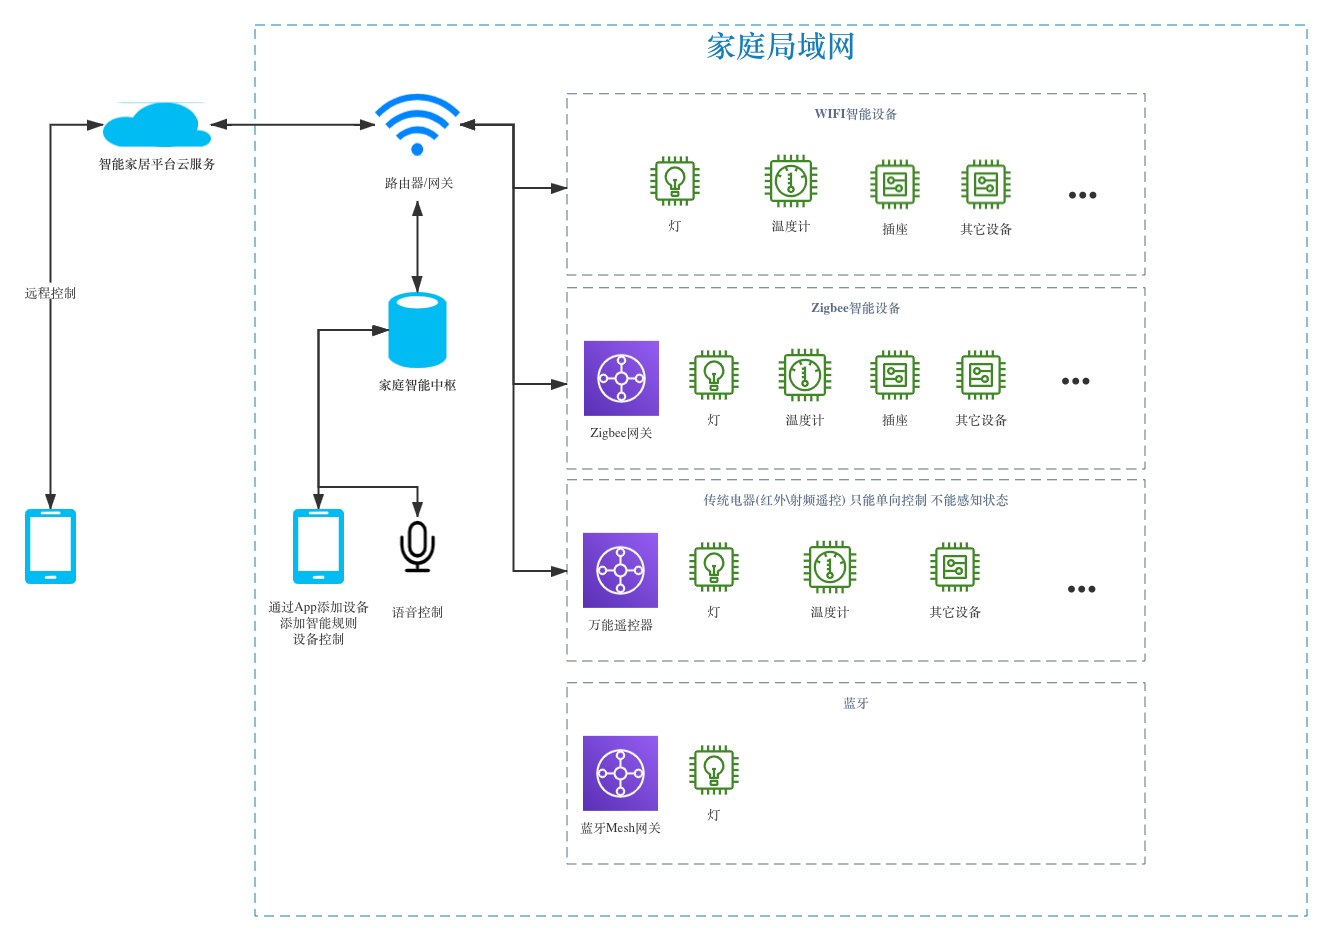 家庭局域网
智能家居平台云服务
路由器/网关
远程控制
家庭智能中枢
通过App添加设备
添加智能规则
设备控制
语音控制
WIFI智能设备
灯
温度计
插座
其它设备
Zigbee智能设备
Zigbee网关
灯
温度计
插座
其它设备
传统电器(红外\射频遥控) 只能单向控制 不能感知状态
万能遥控器
灯
温度计
其它设备
蓝牙
蓝牙Mesh网关
灯